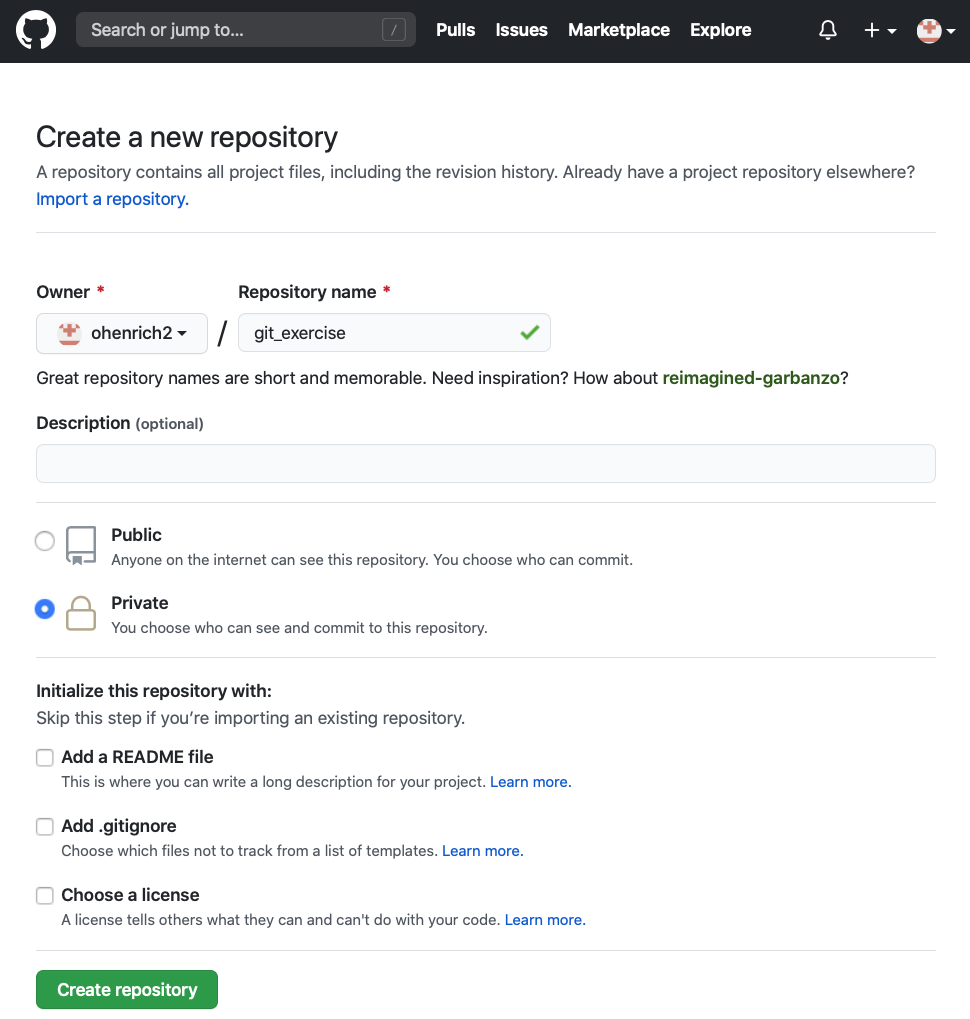 Search or jump to... / Pulls Issues Marketplace Explore
Create a new repository
A repository contains all project files, including the revision history. Already have a project repository elsewhere?
Import a repository.
Owner * Repository name *
ohenrich2 / git_exercise
Great repository names are short and memorable. Need inspiration? How about reimagined-garbanzo?
Description (optional)
Public
Anyone on the internet can see this repository. You choose who can commit.
Private
You choose who can see and commit to this repository.
Initialize this repository with:
Skip this step if you’re importing an existing repository.
Add a README file
This is where you can write a long description for your project. Learn more.
Add .gitignore
Choose which files not to track from a list of templates. Learn more.
Choose a license
A license tells others what they can and can't do with your code. Learn more.
Create repository